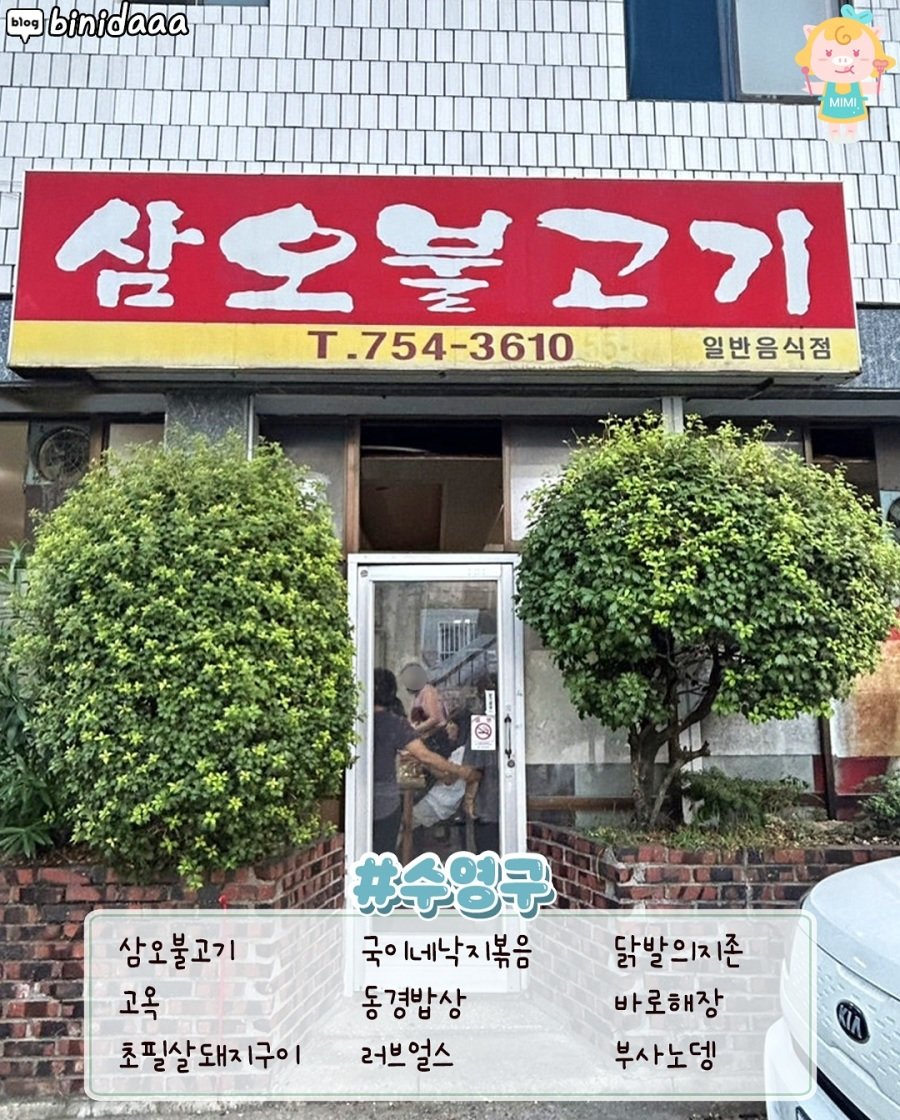 blog binidaaa
MIMI
삼오불고기
T.754-3610
일반음식점
#수영구
삼오불고기 국이네낙지볶음 닭발의지존
고옥 동경밥상 바로해장
초필살돼지구이 러브얼스 부사노뎅
KIA